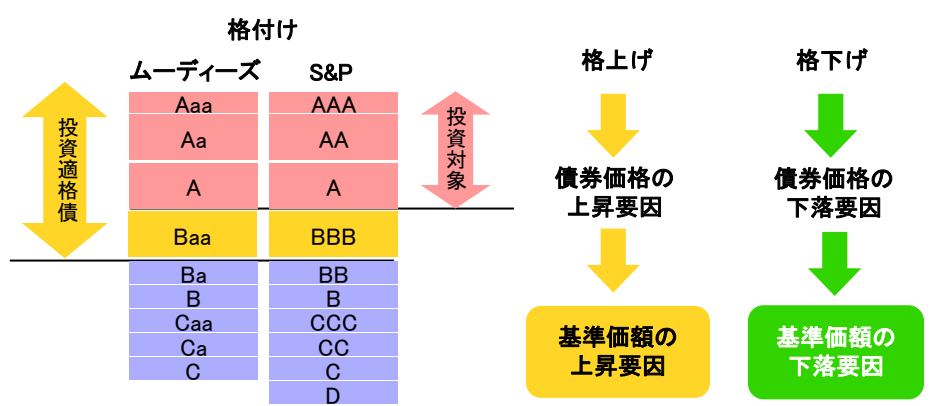 格付け
ムーディーズ S&P
Aaa AAA
Aa AA
A A
Baa BBB
Ba BB
B B
Caa CCC
Ca CC
C C
D
投資適格債
投資対象
格上げ
債券価格の
上昇要因
基準価額の
上昇要因
格下げ
債券価格の
下落要因
基準価額の
下落要因